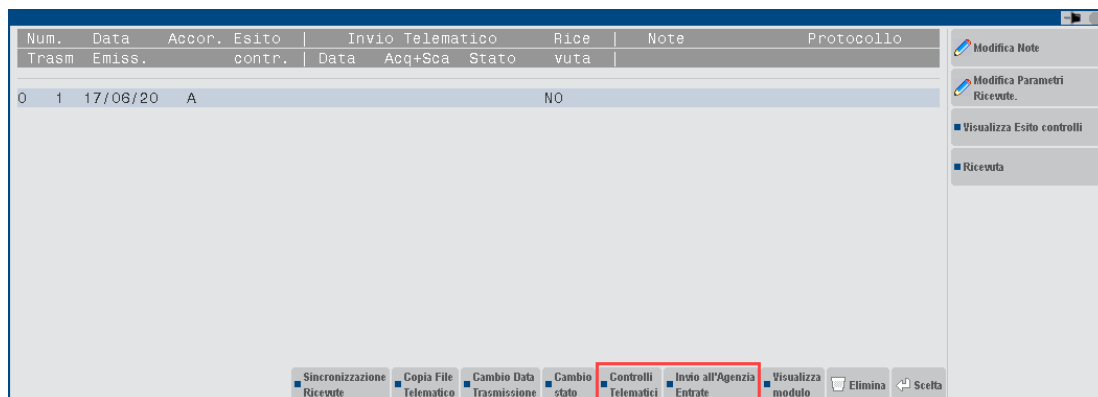 Num. Data Accor. Esito | Invio Telematico Rice | Note Protocollo
Trasm Emiss. contr. | Data Acq+Sca Stato vuta |
0 1 17/06/20 A NO
Modifica Note
Modifica Parametri
Ricevute.
Visualizza Esito controlli
Ricevuta
Sincronizzazione Ricevute
Copia File Telematico
Cambio Data Trasmissione
Cambio stato
Controlli Telematici
Invio all'Agenzia Entrate
Visualizza modulo
Elimina
Scelta